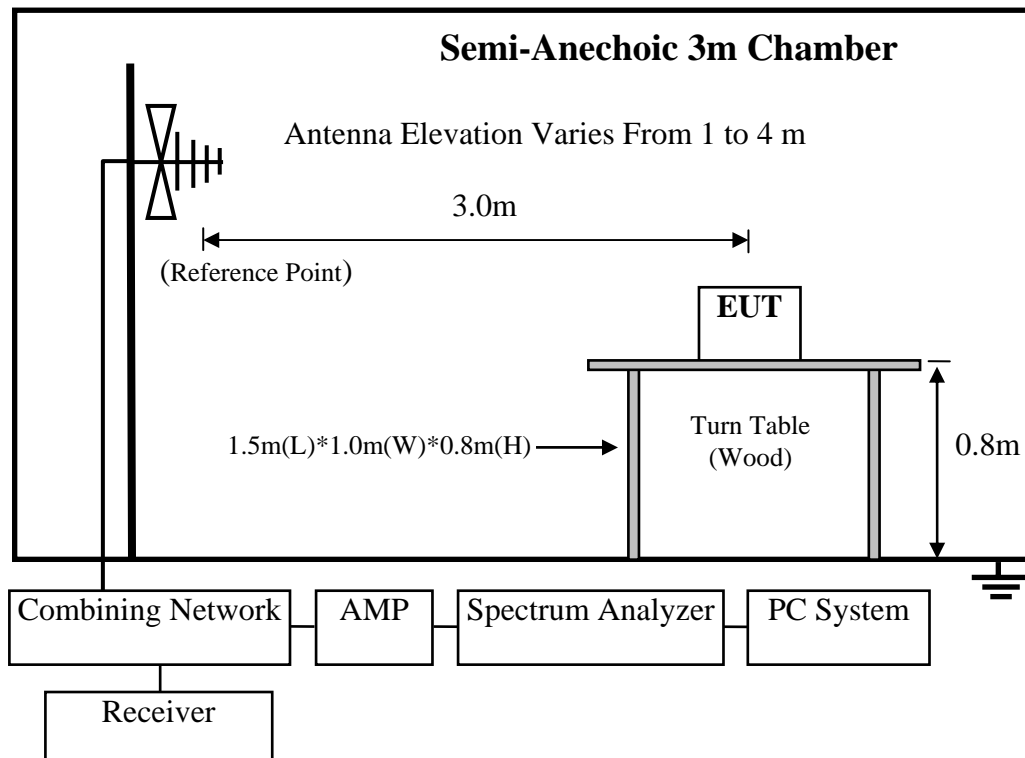 Semi-Anechoic 3m Chamber
Antenna Elevation Varies From 1 to 4 m
3.0m
(Reference Point)
EUT
1.5m(L)*1.0m(W)*0.8m(H)
Turn Table
(Wood)
0.8m
Combining Network
AMP
Spectrum Analyzer
PC System
Receiver